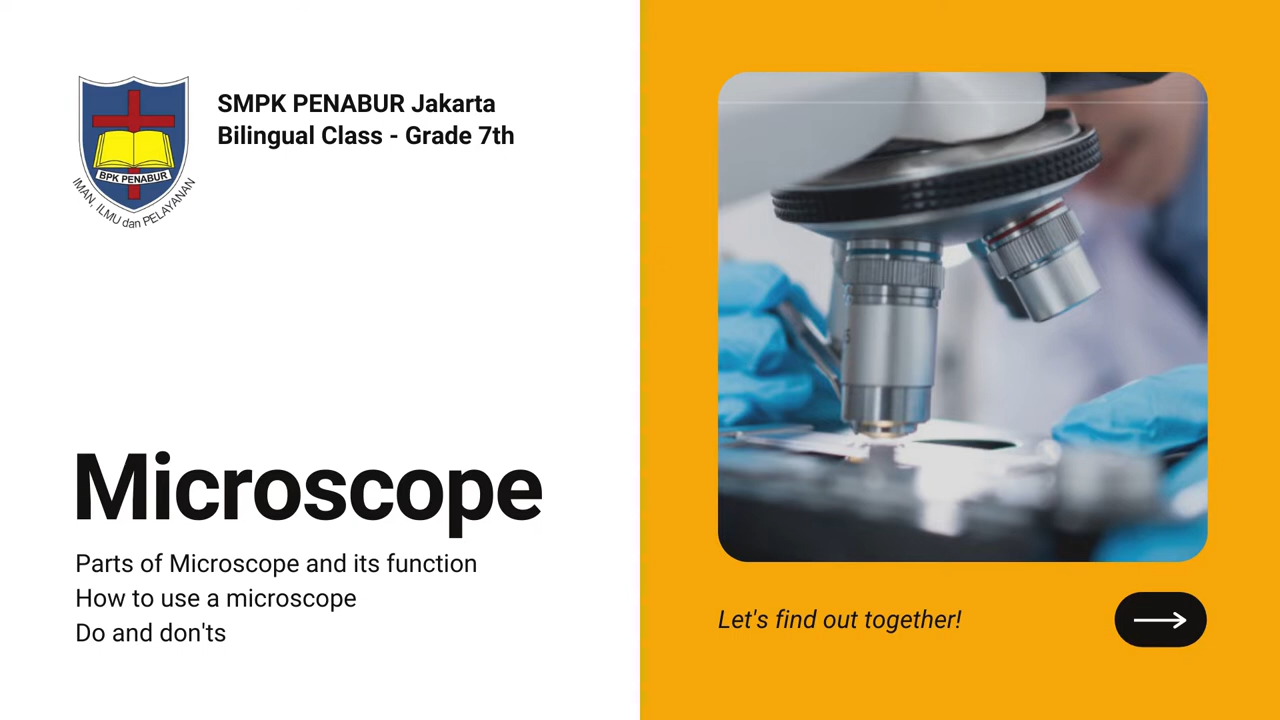 SMPK PENABUR Jakarta
Bilingual Class - Grade 7th
BPK PENABUR
IMAN, ILMU dan PELAYANAN
Microscope
Parts of Microscope and its function
How to use a microscope
Do and don'ts
Let's find out together!